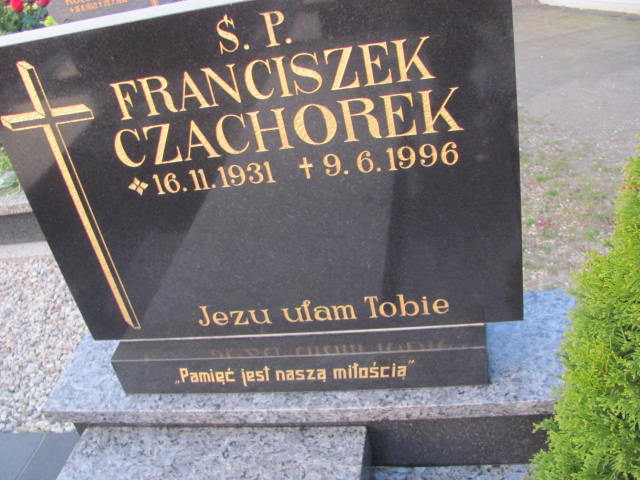 Ś. P.
FRANCISZEK
CZACHOREK
16.11.1931 9.6.1996
Jezu ufam Tobie
„Pamięć jest naszą miłością"